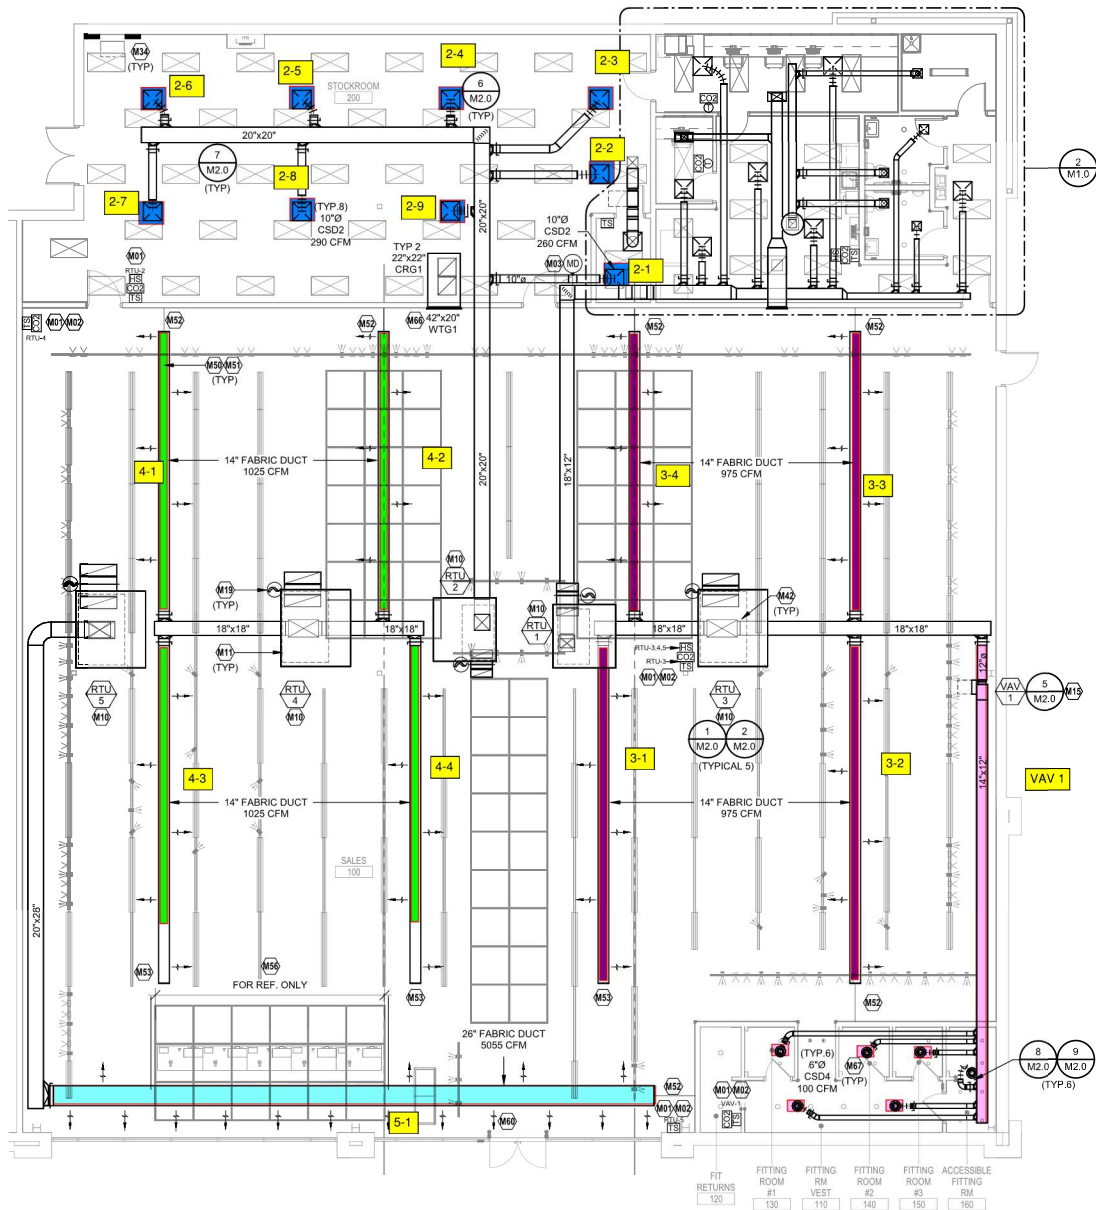 2-4
2-3
2-5
2-6
M34
(TYP)
STOCKROOM
200
6
M2.0
(TYP)
CO2
T
20"x20"
7
M2.0
(TYP)
2-2
CO2
T
2
M1.0
2-8
2-7
2-9
(TYP.8)
10"Ø
CSD2
290 CFM
20"x20"
10"Ø
CSD2
260 CFM
TS
TYP 2
22"x22"
CRG1
M01
RTU-2
HS
CO2
TS
M03
MD
2-1
10"ø
HS
CO2
TS
42"x20"
WTG1
TS
CO2
M01
M02
RTU-4
M52
M52
M66
M52
M52
M50
M51
(TYP)
4-1
14" FABRIC DUCT
1025 CFM
4-2
20"x20"
18"x12"
3-4
14" FABRIC DUCT
975 CFM
3-3
M10
RTU
2
M19
(TYP)
M10
RTU
1
M42
(TYP)
18"x18"
18"x18"
18"x18"
18"x18"
M11
(TYP)
RTU-3,4,5
HS
CO2
RTU-3
TS
M01
M02
12"ø
RTU
5
M10
RTU
4
M10
RTU
3
M10
VAV
1
5
M2.0
M15
1
M2.0
2
M2.0
(TYPICAL 5)
4-3
4-4
3-1
3-2
VAV 1
14"x12"
14" FABRIC DUCT
1025 CFM
14" FABRIC DUCT
975 CFM
SALES
100
20"x28"
M53
M56
FOR REF. ONLY
M53
M53
M52
26" FABRIC DUCT
5055 CFM
(TYP.6)
6"Ø
CSD4
100 CFM
M67
(TYP)
8
M2.0
9
M2.0
(TYP.6)
M52
M01
M02
RTU-5
TS
M01
M02
VAV-1
CO2
TS
5-1
M60
FIT
RETURNS
120
FITTING
ROOM
#1
130
FITTING
RM
VEST
110
FITTING
ROOM
#2
140
FITTING
ROOM
#3
150
ACCESSIBLE
FITTING
RM
160